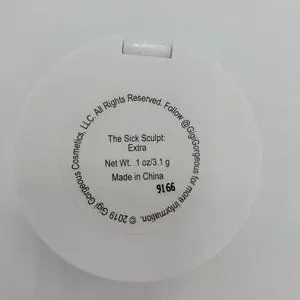 © 2019 Gigi Gorgeous Cosmetics, LLC. All Rights Reserved. Follow @GigiGorgeous for more information.
The Sick Sculpt:
Extra
Net Wt. .1 oz/3.1 g
Made in China
9166